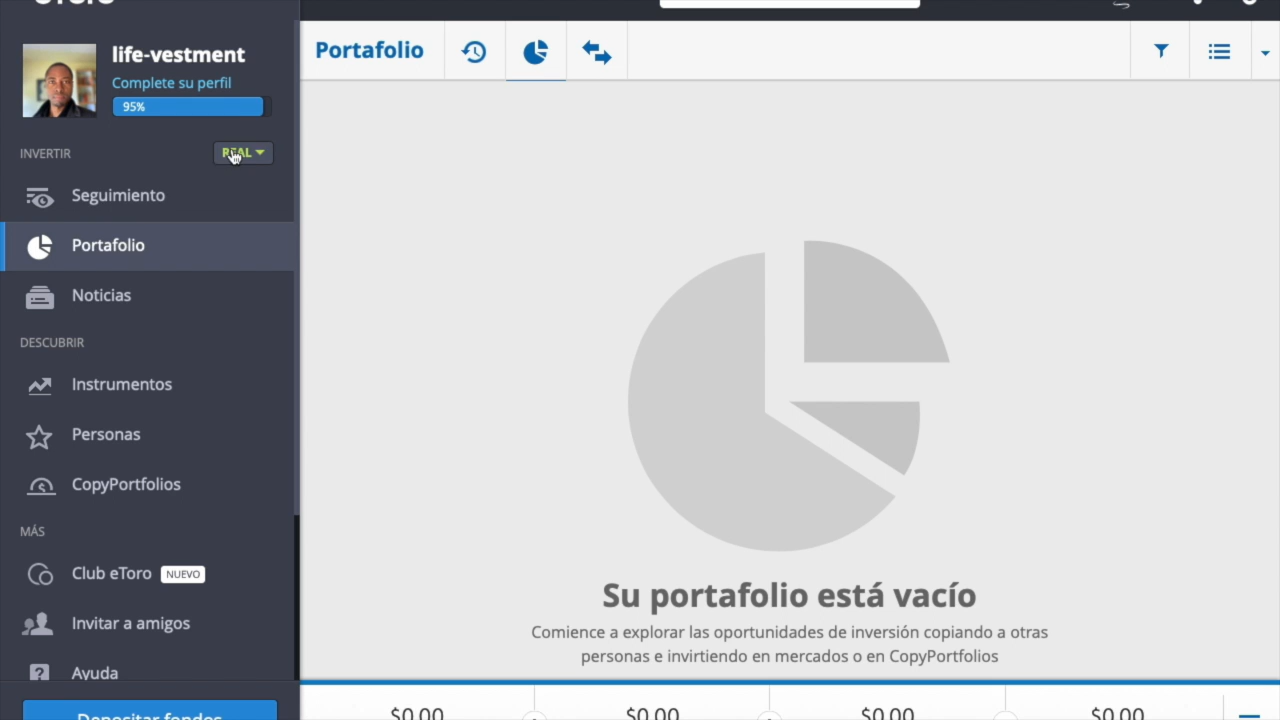 life-vestment
Complete su perfil
95%
INVERTIR
REAL
Seguimiento
Portafolio
Noticias
DESCUBRIR
Instrumentos
Personas
CopyPortfolios
MÁS
Club eToro NUEVO
Invitar a amigos
Ayuda
Depositar fondos
Portafolio
Su portafolio está vacío
Comience a explorar las oportunidades de inversión copiando a otras
personas e invirtiendo en mercados o en CopyPortfolios
$0.00 $0.00 $0.00 $0.00